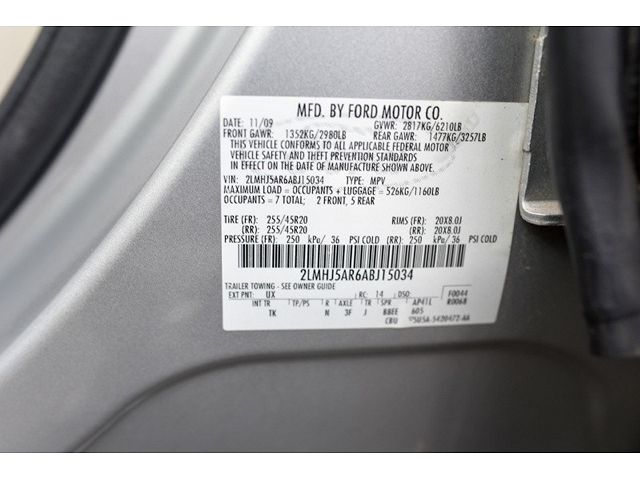 MFD. BY FORD MOTOR CO.
DATE: 11/09 GVWR: 2817KG/6210LB
FRONT GAWR: 1352KG/2980LB REAR GAWR: 1477KG/3257LB
THIS VEHICLE CONFORMS TO ALL APPLICABLE FEDERAL MOTOR
VEHICLE SAFETY AND THEFT PREVENTION STANDARDS
IN EFFECT ON THE DATE OF MANUFACTURE SHOWN ABOVE.
VIN: 2LMHJ5AR6ABJ15034 TYPE: MPV
MAXIMUM LOAD = OCCUPANTS + LUGGAGE = 526KG/1160LB
OCCUPANTS = 7 TOTAL; 2 FRONT, 5 REAR
TIRE (FR): 255/45R20 RIMS (FR): 20X8.0J
(RR): 255/45R20 (RR): 20X8.0J
PRESSURE (FR): 250 kPa/ 36 PSI COLD (RR): 250 kPa/ 36 PSI COLD
2LMHJ5AR6ABJ15034
TRAILER TOWING - SEE OWNER GUIDE
EXT PNT: UX RC: 14 DSO: F0044
INT TR TP/PS R AXLE TR SPR AP41L R0068
TK N 3F J BBEE 605
CBU